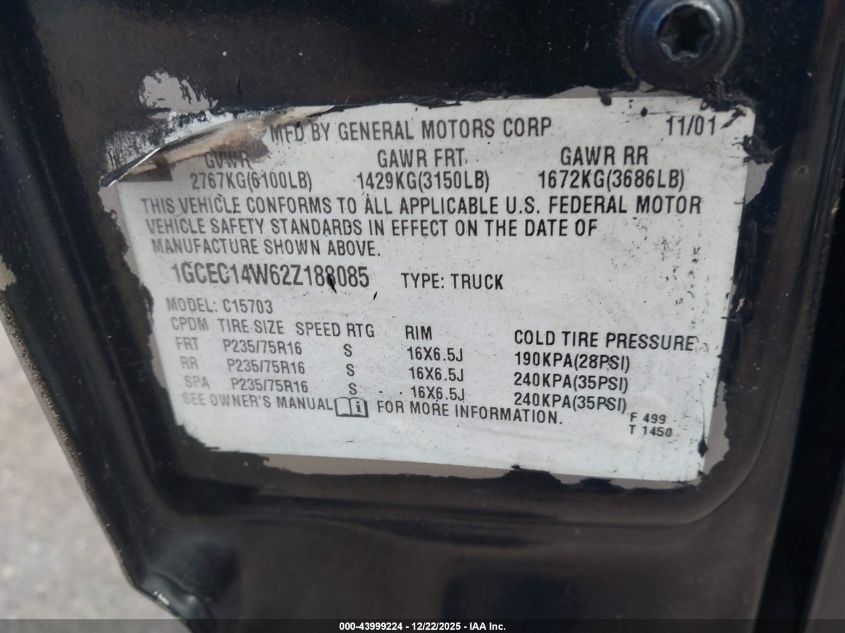 MFD BY GENERAL MOTORS CORP 11/01
GVWR GAWR FRT GAWR RR
2767KG(6100LB) 1429KG(3150LB) 1672KG(3686LB)
THIS VEHICLE CONFORMS TO ALL APPLICABLE U.S. FEDERAL MOTOR
VEHICLE SAFETY STANDARDS IN EFFECT ON THE DATE OF
MANUFACTURE SHOWN ABOVE.
1GCEC14W62Z188085 TYPE: TRUCK
MODEL: C15703
CPDM TIRE SIZE SPEED RTG RIM COLD TIRE PRESSURE
FRT P235/75R16 S 16X6.5J 190KPA(28PSI)
RR P235/75R16 S 16X6.5J 240KPA(35PSI)
SPA P235/75R16 S 16X6.5J 240KPA(35PSI)
SEE OWNER'S MANUAL FOR MORE INFORMATION.
F 499
T 1450
000-43999224 - 12/22/2025 - IAA Inc.